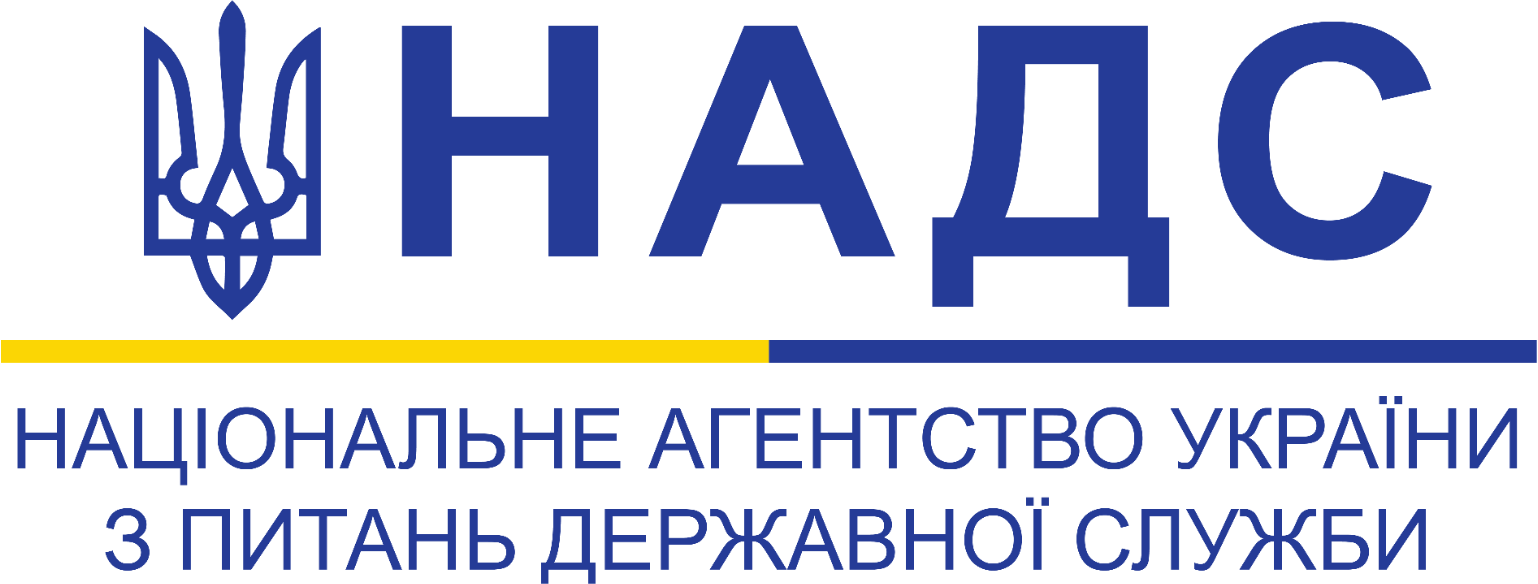 НАДС
НАЦІОНАЛЬНЕ АГЕНТСТВО УКРАЇНИ
З ПИТАНЬ ДЕРЖАВНОЇ СЛУЖБИ